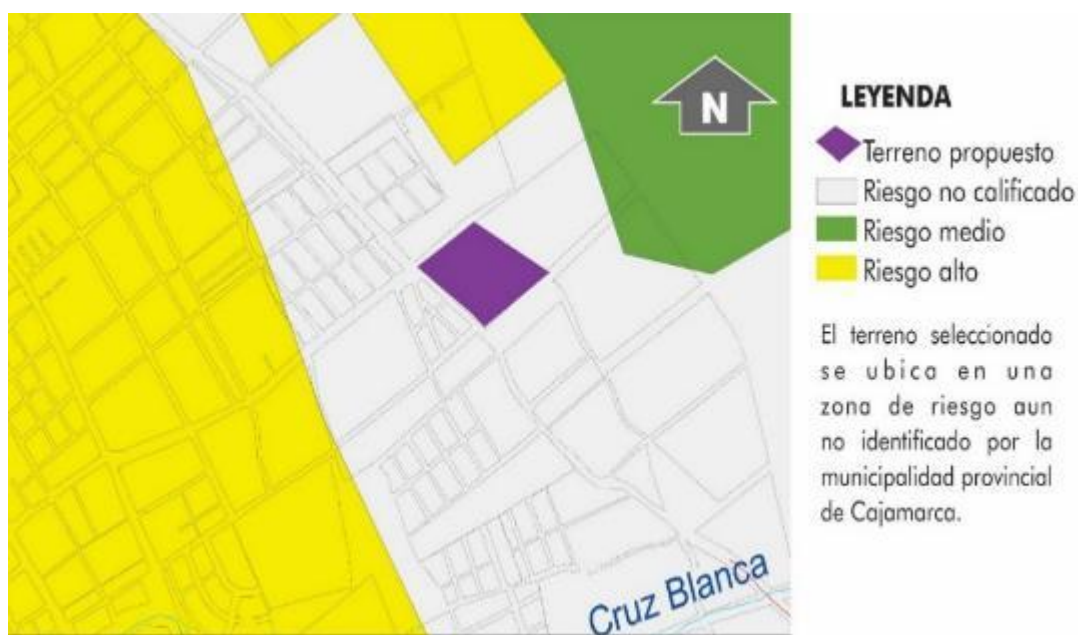 N
LEYENDA
Terreno propuesto
Riesgo no calificado
Riesgo medio
Riesgo alto
El terreno seleccionado
se ubica en una
zona de riesgo aun
no identificado por la
municipalidad provincial
de Cajamarca.
Cruz Blanca